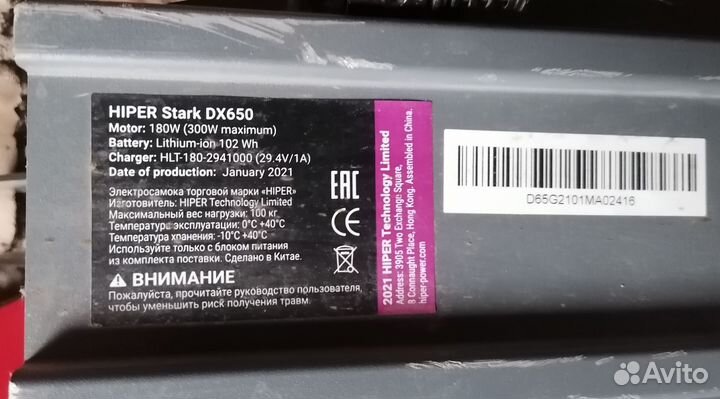 HIPER Stark DX650
Motor: 180W (300W maximum)
Battery: Lithium-ion 102 Wh
Charger: HLT-180-2941000 (29.4V/1A)
Date of production: January 2021
Электросамока торговой марки «HIPER»
Изготовитель: HIPER Technology Limited
Максимальный вес нагрузки: 100 кг
Температура эксплуатации: 0°C +40°C
Температура хранения: -10°C +40°C
Используйте только с блоком питания
из комплекта поставки. Сделано в Китае.
ВНИМАНИЕ
Пожалуйста, прочитайте руководство пользователя,
чтобы уменьшить риск получения травм.
EAC
CE
2021 HIPER Technology Limited
Address: 3905 Two Exchange Square,
8 Connaught Place, Hong Kong. Assembled in China.
hiper-power.com
D65G2101MA02416
Avito